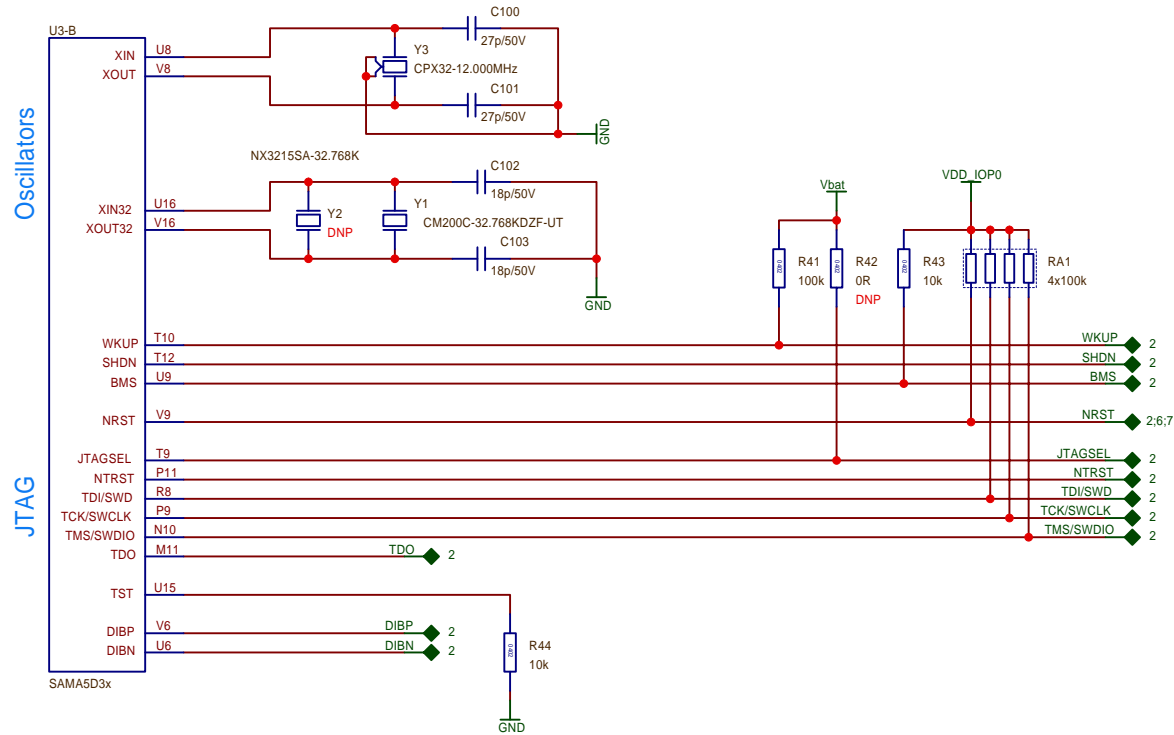 U3-B
C100
27p/50V
XIN
U8
Y3
CPX32-12.000MHz
XOUT
V8
C101
27p/50V
GND
Oscillators
NX3215SA-32.768K
C102
18p/50V
XIN32
U16
Y2
DNP
Y1
CM200C-32.768KDZF-UT
XOUT32
V16
C103
18p/50V
GND
Vbat
VDD_IOP0
0402
R41
100k
R42
0R
DNP
0402
R43
10k
RA1
4x100k
WKUP
T10
WKUP
2
SHDN
T12
SHDN
2
BMS
U9
BMS
2
NRST
V9
NRST
2;6;7
JTAG
JTAGSEL
T9
JTAGSEL
2
NTRST
P11
NTRST
2
TDI/SWD
R8
TDI/SWD
2
TCK/SWCLK
P9
TCK/SWCLK
2
TMS/SWDIO
N10
TMS/SWDIO
2
TDO
M11
TDO
2
TST
U15
DIBP
V6
DIBP
2
DIBN
U6
DIBN
2
0402
R44
10k
SAMA5D3x
GND